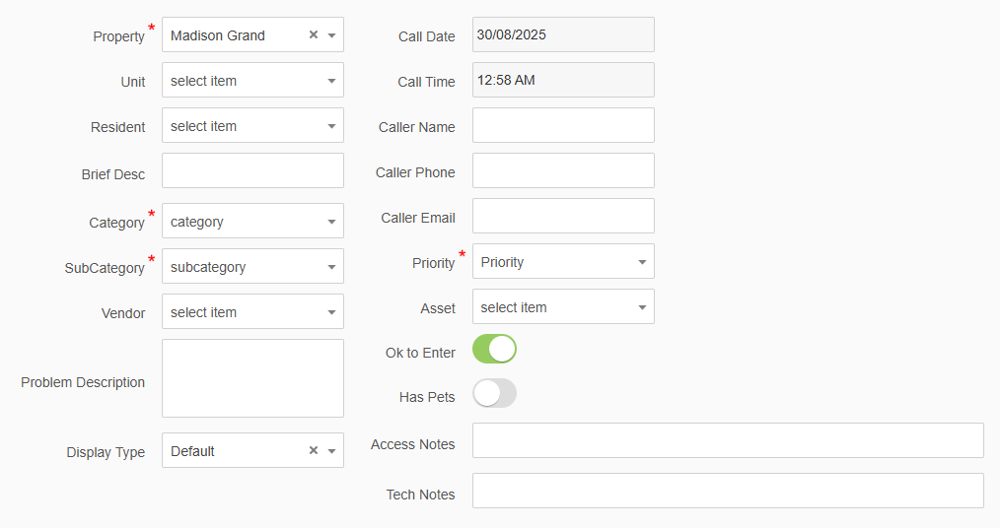 Property * Madison Grand × 
Unit select item
Resident select item
Brief Desc
Category * category
SubCategory * subcategory
Vendor select item
Problem Description
Display Type Default ×
Call Date 30/08/2025
Call Time 12:58 AM
Caller Name
Caller Phone
Caller Email
Priority * Priority
Asset select item
Ok to Enter
Has Pets
Access Notes
Tech Notes